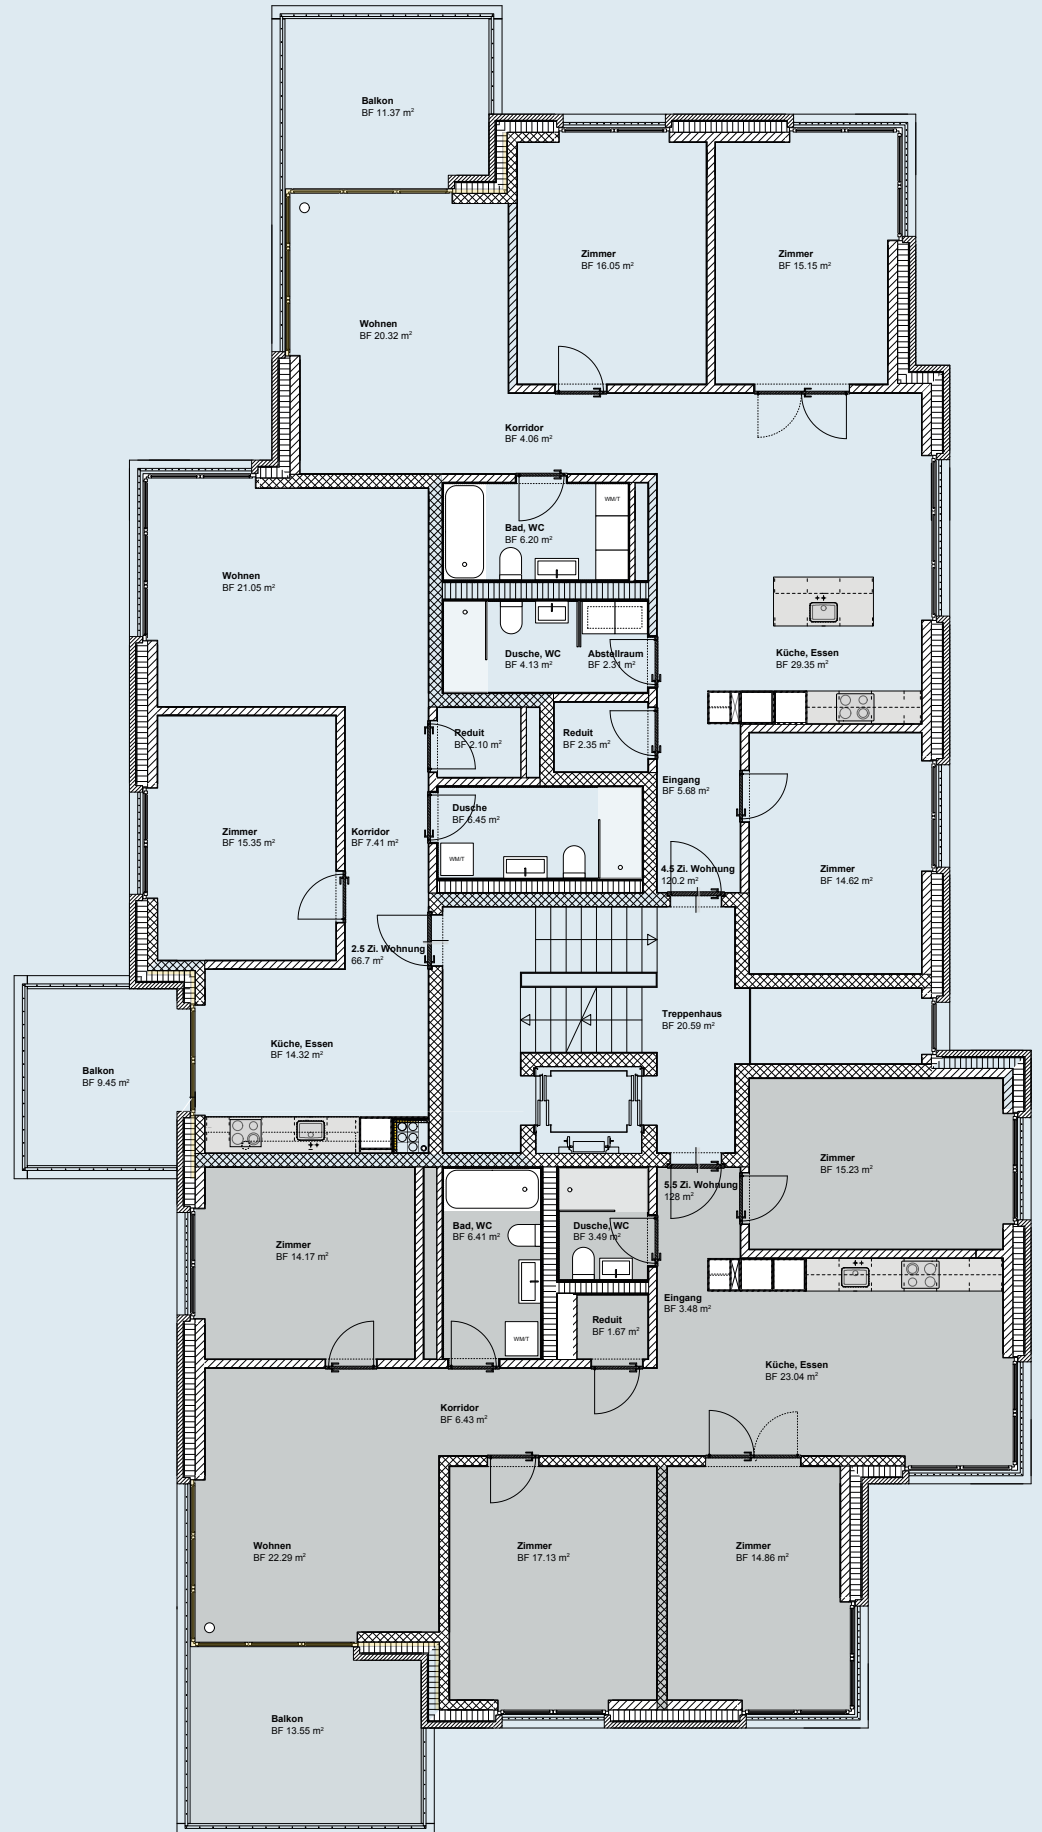 Balkon
BF 11.37 m²
Zimmer
BF 16.05 m²
Zimmer
BF 15.15 m²
Wohnen
BF 20.32 m²
Korridor
BF 4.06 m²
WM/T
Bad, WC
BF 6.20 m²
Wohnen
BF 21.05 m²
Dusche, WC
BF 4.13 m²
Abstellraum
BF 2.31 m²
Küche, Essen
BF 29.35 m²
Reduit
BF 2.10 m²
Reduit
BF 2.35 m²
Eingang
BF 5.68 m²
Zimmer
BF 15.35 m²
Korridor
BF 7.41 m²
Dusche
BF 6.45 m²
WM/T
4.5 Zi. Wohnung
120.2 m²
Zimmer
BF 14.62 m²
2.5 Zi. Wohnung
66.7 m²
Treppenhaus
BF 20.59 m²
Küche, Essen
BF 14.32 m²
Balkon
BF 9.45 m²
Zimmer
BF 15.23 m²
5.5 Zi. Wohnung
128 m²
Zimmer
BF 14.17 m²
Bad, WC
BF 6.41 m²
Dusche, WC
BF 3.49 m²
WM/T
Eingang
BF 3.48 m²
Reduit
BF 1.67 m²
Küche, Essen
BF 23.04 m²
Korridor
BF 6.43 m²
Wohnen
BF 22.29 m²
Zimmer
BF 17.13 m²
Zimmer
BF 14.86 m²
Balkon
BF 13.55 m²